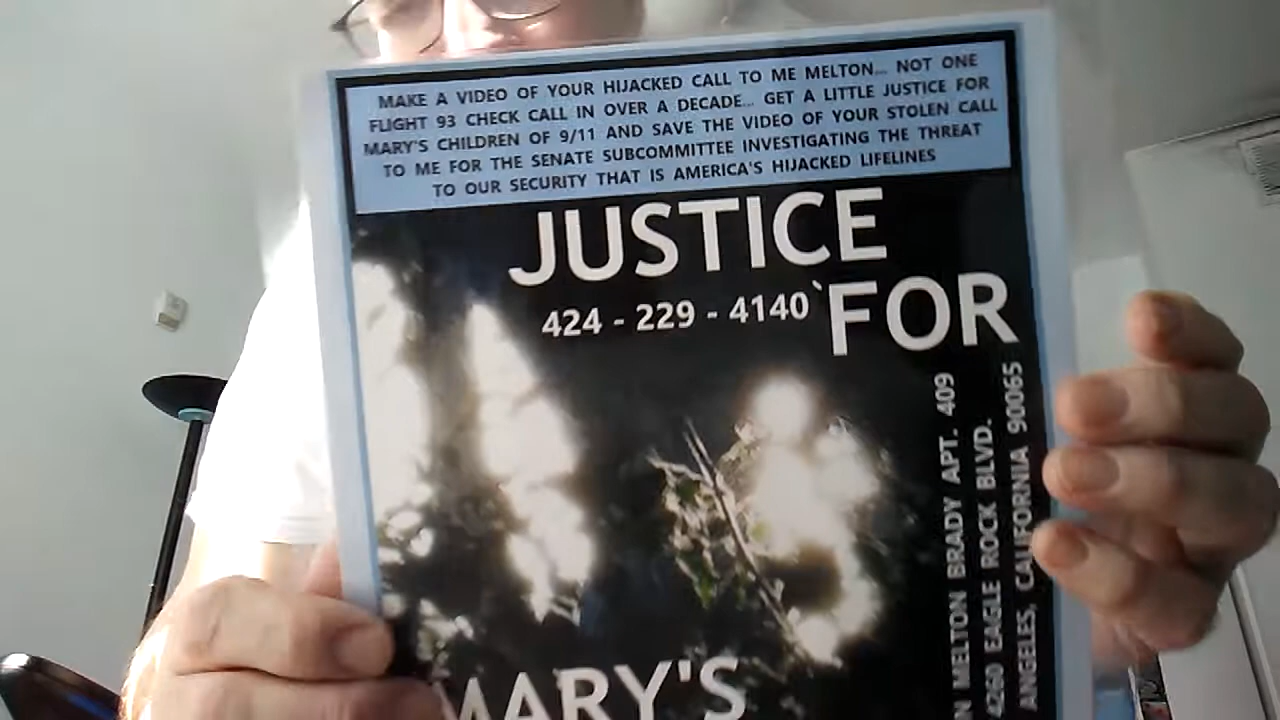 MAKE A VIDEO OF YOUR HIJACKED CALL TO ME MELTON... NOT ONE
FLIGHT 93 CHECK CALL IN OVER A DECADE... GET A LITTLE JUSTICE FOR
MARY'S CHILDREN OF 9/11 AND SAVE THE VIDEO OF YOUR STOLEN CALL
TO ME FOR THE SENATE SUBCOMMITTEE INVESTIGATING THE THREAT
TO OUR SECURITY THAT IS AMERICA'S HIJACKED LIFELINES
JUSTICE
424 - 229 - 4140`
FOR
MARY'S
N MELTON BRADY APT. 409
4260 EAGLE ROCK BLVD.
ANGELES, CALIFORNIA 90065